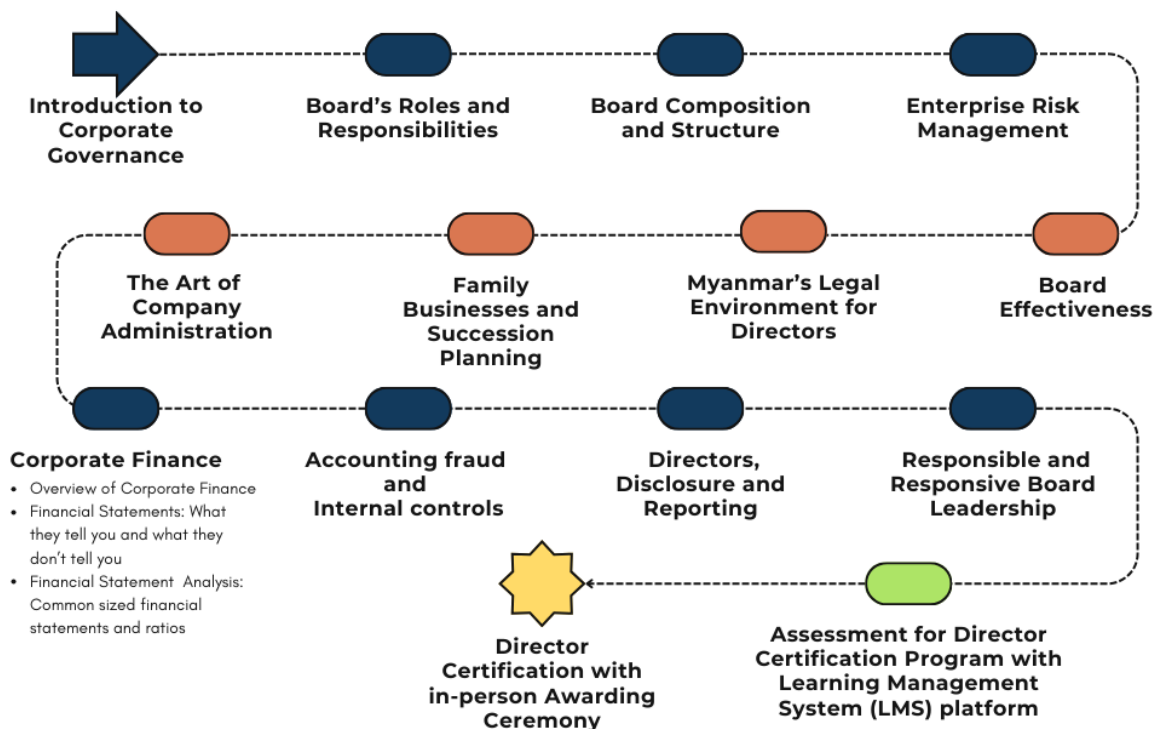 Introduction to
Corporate
Governance
Board's Roles and
Responsibilities
Board Composition
and Structure
Enterprise Risk
Management
The Art of
Company
Administration
Family
Businesses and
Succession
Planning
Myanmar's Legal
Environment for
Directors
Board
Effectiveness
Corporate Finance
• Overview of Corporate Finance
• Financial Statements: What
they tell you and what they
don't tell you
• Financial Statement Analysis:
Common sized financial
statements and ratios
Accounting fraud
and
Internal controls
Directors,
Disclosure and
Reporting
Responsible and
Responsive Board
Leadership
Director
Certification with
in-person Awarding
Ceremony
Assessment for Director
Certification Program with
Learning Management
System (LMS) platform